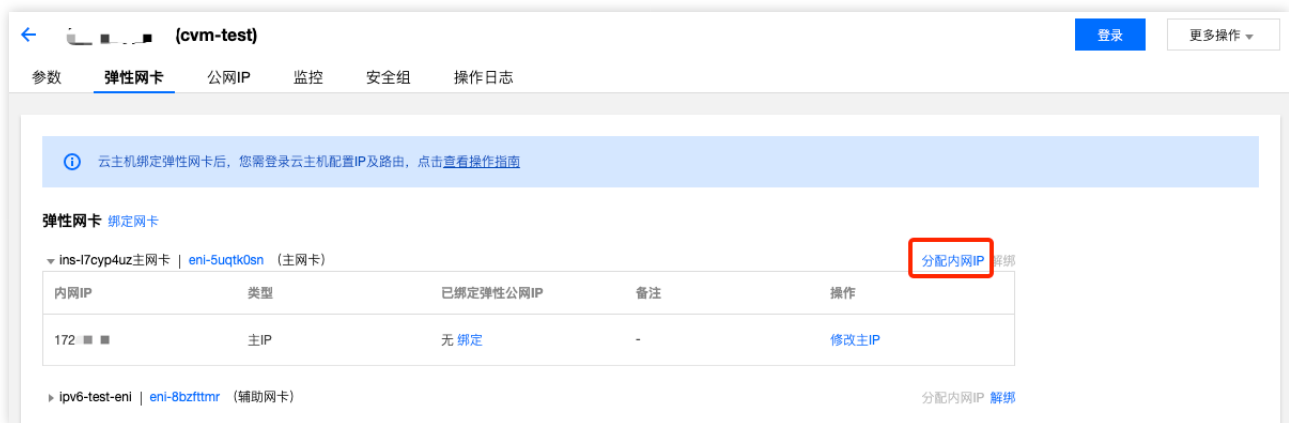 (cvm-test) 登录 更多操作
参数 弹性网卡 公网IP 监控 安全组 操作日志
云主机绑定弹性网卡后，您需登录云主机配置IP及路由，点击查看操作指南
弹性网卡 绑定网卡
ins-l7cyp4uz主网卡 | eni-5uqtk0sn （主网卡） 分配内网IP 解绑
内网IP 类型 已绑定弹性公网IP 备注 操作
172 主IP 无 绑定 - 修改主IP
ipv6-test-eni | eni-8bzfttmr （辅助网卡） 分配内网IP 解绑